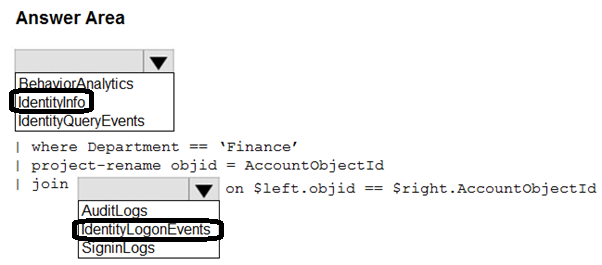 Answer Area
BehaviorAnalytics
IdentityInfo
IdentityQueryEvents
| where Department == ‘Finance’
| project-rename objid = AccountObjectId
| join on $left.objid == $right.AccountObjectId
AuditLogs
IdentityLogonEvents
SigninLogs